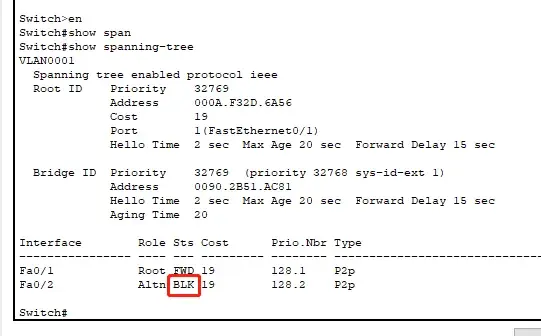 Switch>en
Switch#show span
Switch#show spanning-tree
VLAN0001
  Spanning tree enabled protocol ieee
  Root ID    Priority    32769
             Address     000A.F32D.6A56
             Cost        19
             Port        1(FastEthernet0/1)
             Hello Time  2 sec  Max Age 20 sec  Forward Delay 15 sec

  Bridge ID  Priority    32769  (priority 32768 sys-id-ext 1)
             Address     0090.2B51.AC81
             Hello Time  2 sec  Max Age 20 sec  Forward Delay 15 sec
             Aging Time  20

Interface        Role Sts Cost      Prio.Nbr Type
---------------- ---- --- --------- -------- --------------------------------
Fa0/1            Root FWD 19        128.1    P2p
Fa0/2            Altn BLK 19        128.2    P2p

Switch#